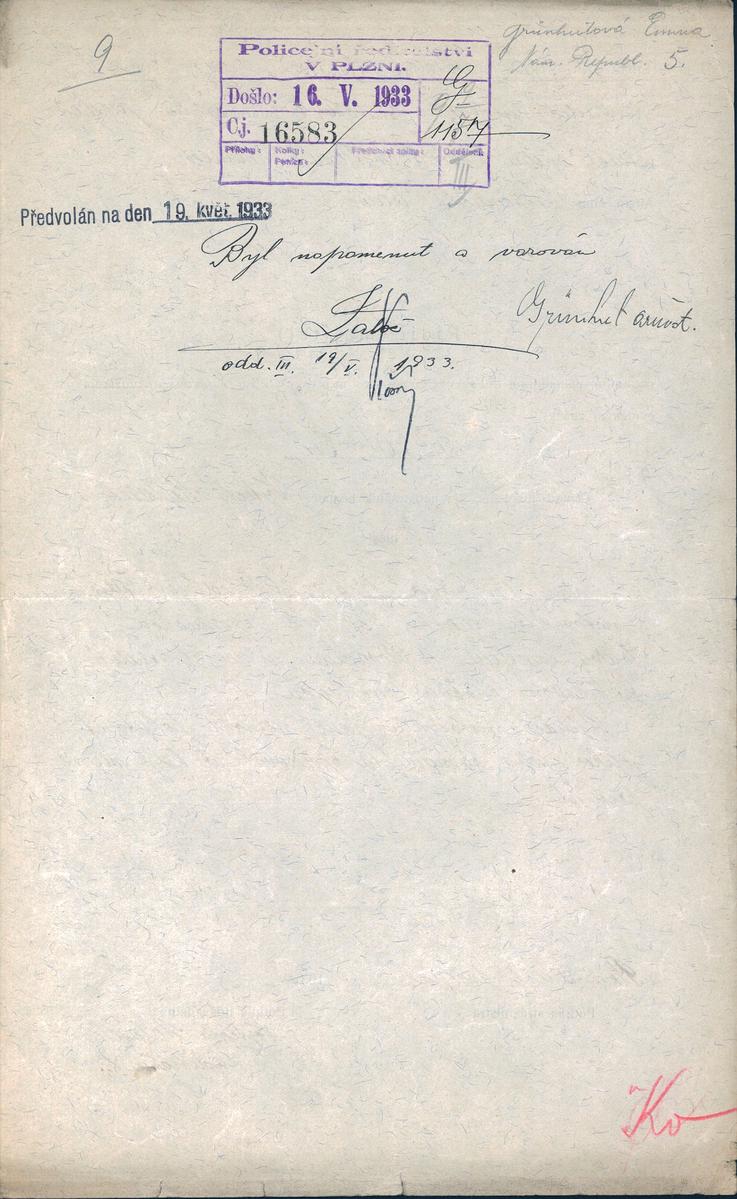 9
Grünhutová Emma
Nám. Republ. 5.
Policejní ředitelství
V PLZNI.
Došlo: 16. V. 1933
Čj. 16583
G
1157
Přílohy: Kolky: Předchozí spisy: Oddělení:
Peníze:
III
Předvolán na den 19. květ. 1933
Byl napomenut a varován
Grünhut Arnošt.
odd. III. 19/V. 1933.
Ko